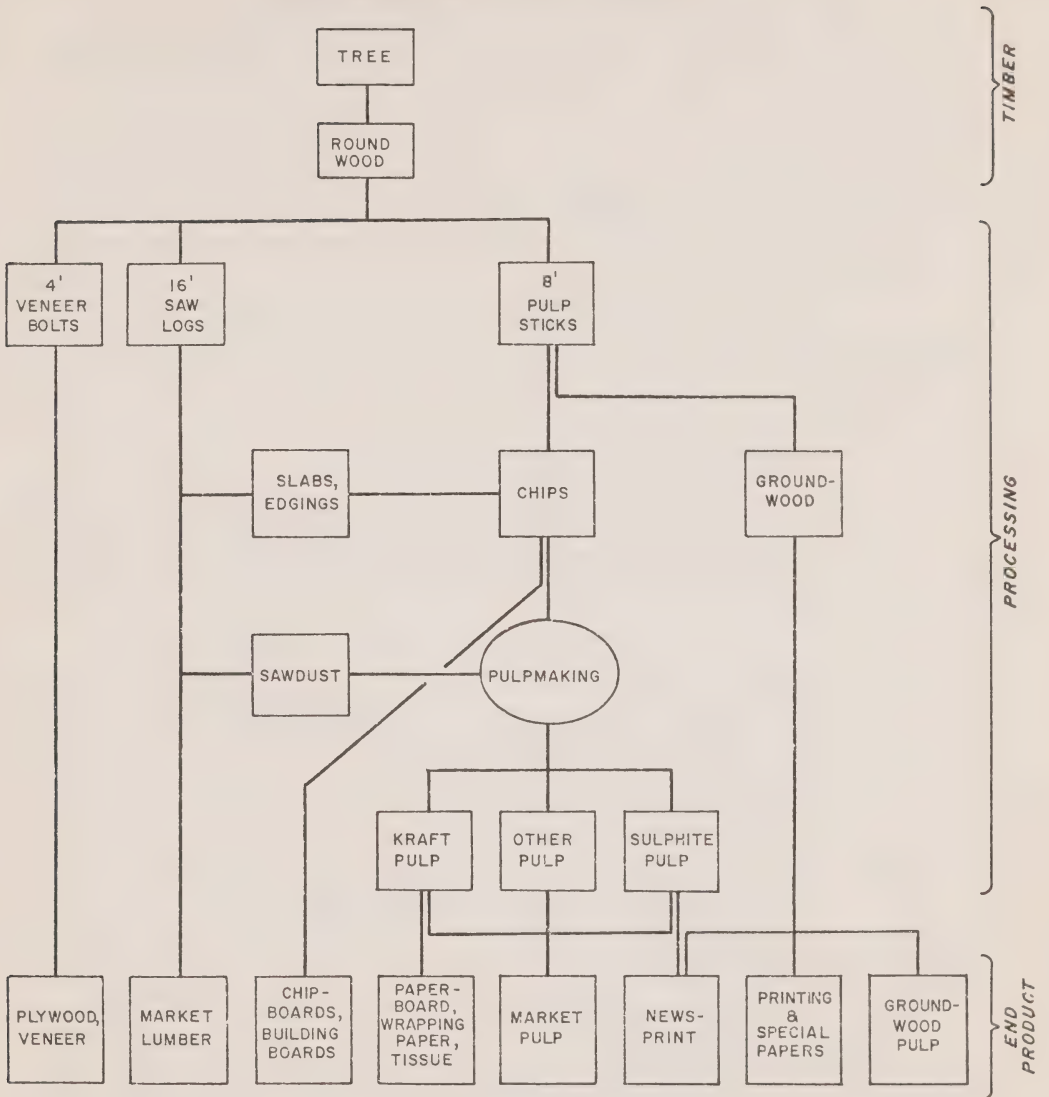 TREE
TIMBER
ROUND
WOOD
4'
VENEER
BOLTS
16'
SAW
LOGS
8'
PULP
STICKS
SLABS,
EDGINGS
CHIPS
GROUND-
WOOD
PROCESSING
SAWDUST
PULPMAKING
KRAFT
PULP
OTHER
PULP
SULPHITE
PULP
PLYWOOD,
VENEER
MARKET
LUMBER
CHIP-
BOARDS,
BUILDING
BOARDS
PAPER-
BOARD,
WRAPPING
PAPER,
TISSUE
MARKET
PULP
NEWS-
PRINT
PRINTING
&
SPECIAL
PAPERS
GROUND-
WOOD
PULP
END
PRODUCT